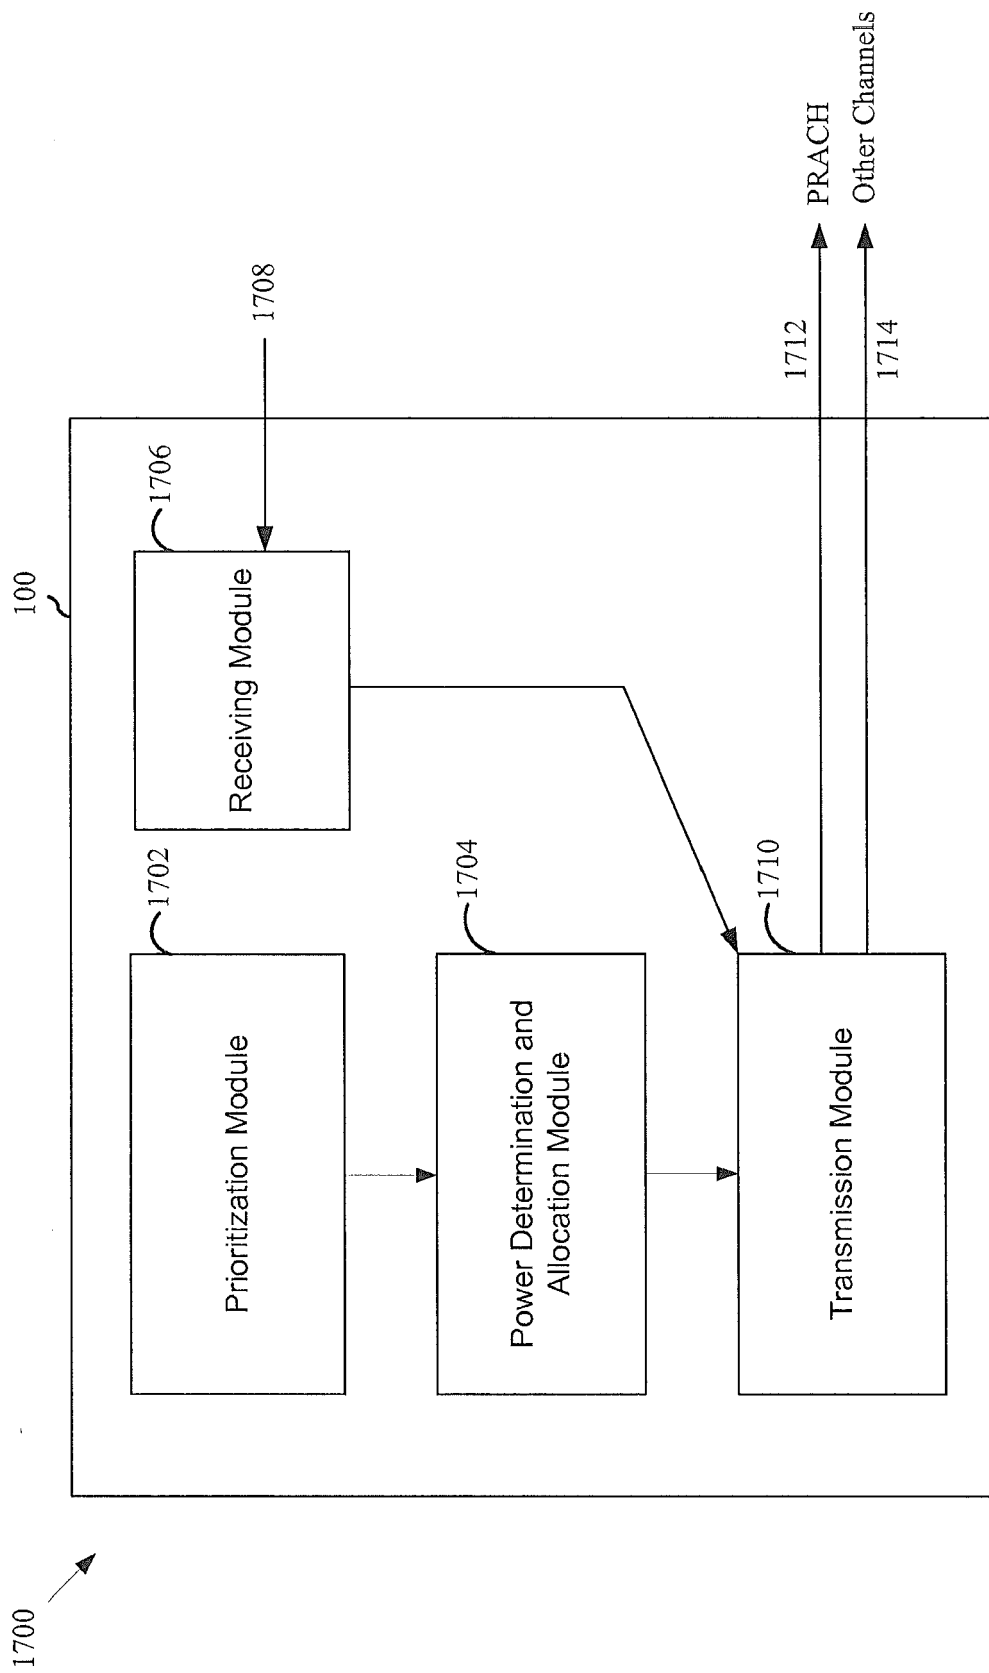 1700
100
Prioritization Module
1702
Receiving Module
1706
1708
Power Determination and
Allocation Module
1704
Transmission Module
1710
1712
PRACH
1714
Other Channels